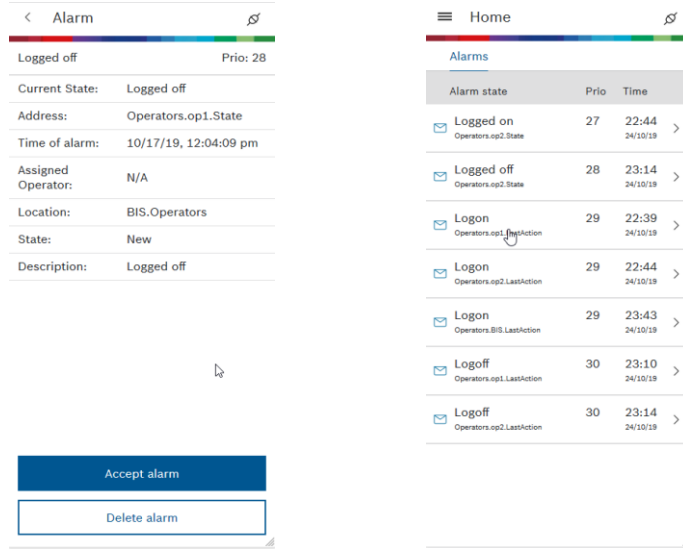 Alarm
Logged off Prio: 28
Current State: Logged off
Address: Operators.op1.State
Time of alarm: 10/17/19, 12:04:09 pm
Assigned
Operator: N/A
Location: BIS.Operators
State: New
Description: Logged off
Accept alarm
Delete alarm
Home
Alarms
Alarm state Prio Time
Logged on 27 22:44
Operators.op2.State 24/10/19
Logged off 28 23:14
Operators.op2.State 24/10/19
Logon 29 22:39
Operators.op1.LastAction 24/10/19
Logon 29 22:44
Operators.op2.LastAction 24/10/19
Logon 29 23:43
Operators.BIS.LastAction 24/10/19
Logoff 30 23:10
Operators.op1.LastAction 24/10/19
Logoff 30 23:14
Operators.op2.LastAction 24/10/19